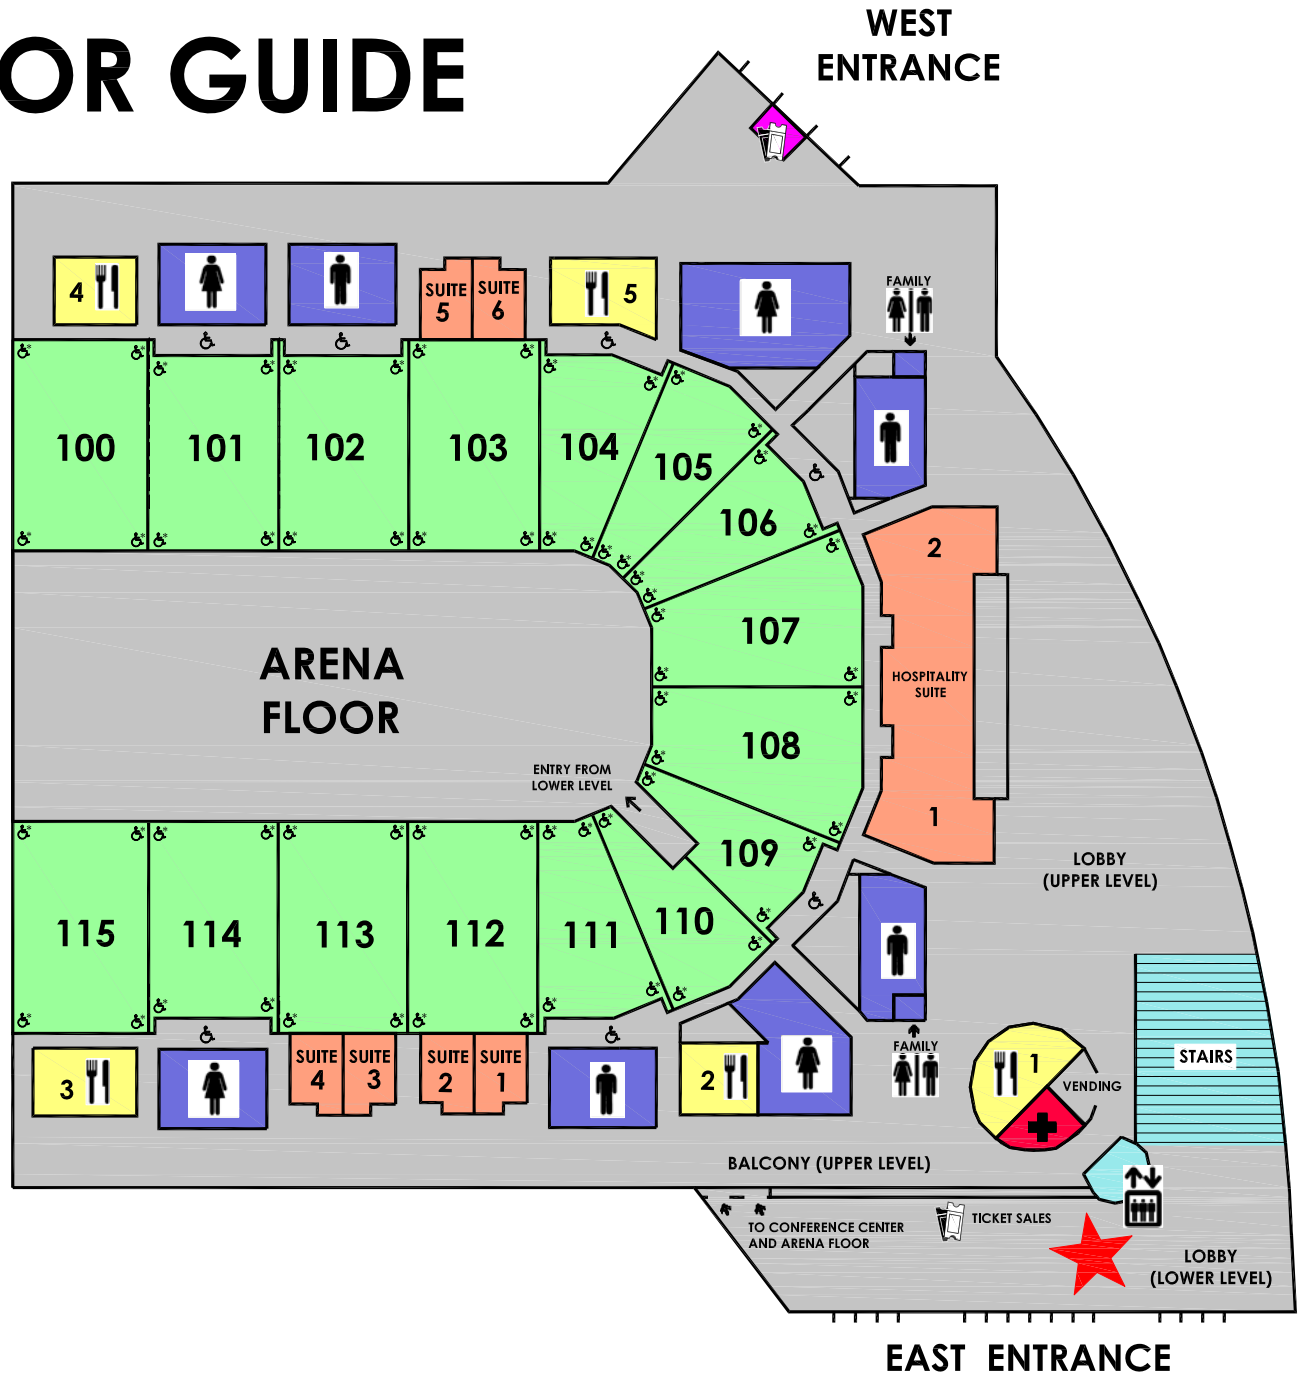 OR GUIDE
WEST
ENTRANCE
4
SUITE
5
SUITE
6
5
FAMILY
100
101
102
103
104
105
106
107
108
109
110
111
112
113
114
115
ARENA
FLOOR
ENTRY FROM
LOWER LEVEL
2
HOSPITALITY
SUITE
1
LOBBY
(UPPER LEVEL)
STAIRS
3
SUITE
4
SUITE
3
SUITE
2
SUITE
1
2
FAMILY
1
VENDING
BALCONY (UPPER LEVEL)
TO CONFERENCE CENTER
AND ARENA FLOOR
TICKET SALES
LOBBY
(LOWER LEVEL)
EAST ENTRANCE